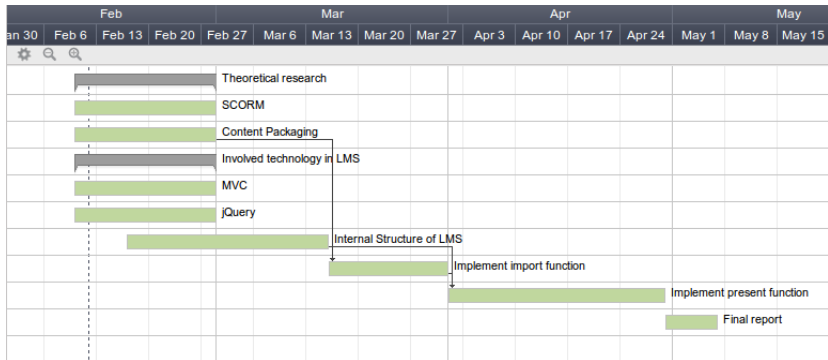 Feb Mar Apr May
an 30 Feb 6 Feb 13 Feb 20 Feb 27 Mar 6 Mar 13 Mar 20 Mar 27 Apr 3 Apr 10 Apr 17 Apr 24 May 1 May 8 May 15
Theoretical research
SCORM
Content Packaging
Involved technology in LMS
MVC
jQuery
Internal Structure of LMS
Implement import function
Implement present function
Final report